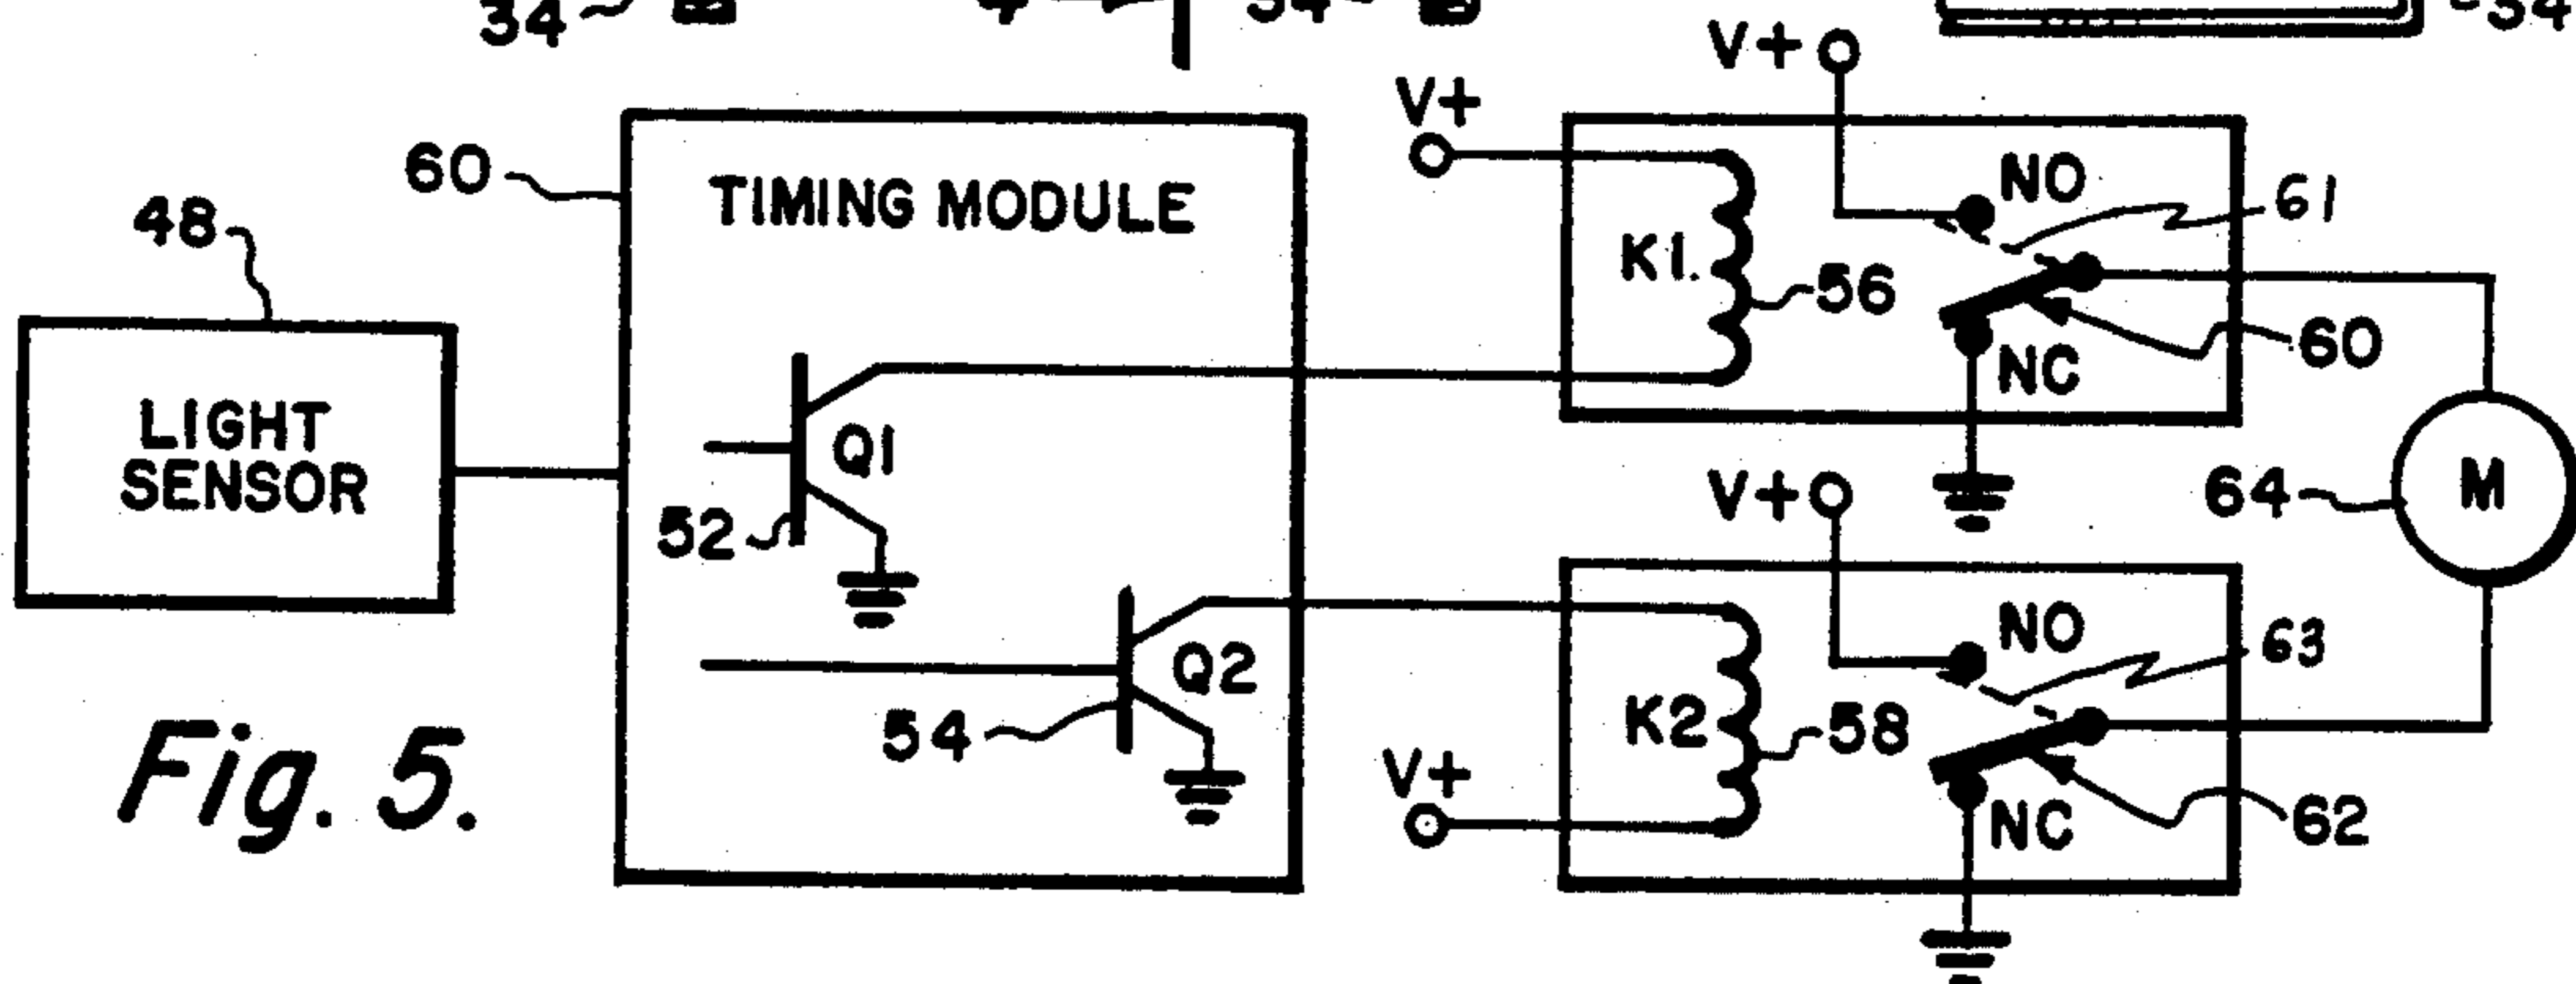 34
34
34
V+
V+
60
TIMING MODULE
48
NO
61
K1.
56
60
NC
LIGHT
SENSOR
Q1
52
V+
64
M
Q2
54
NO
63
K2
58
V+
NC
62
Fig. 5.